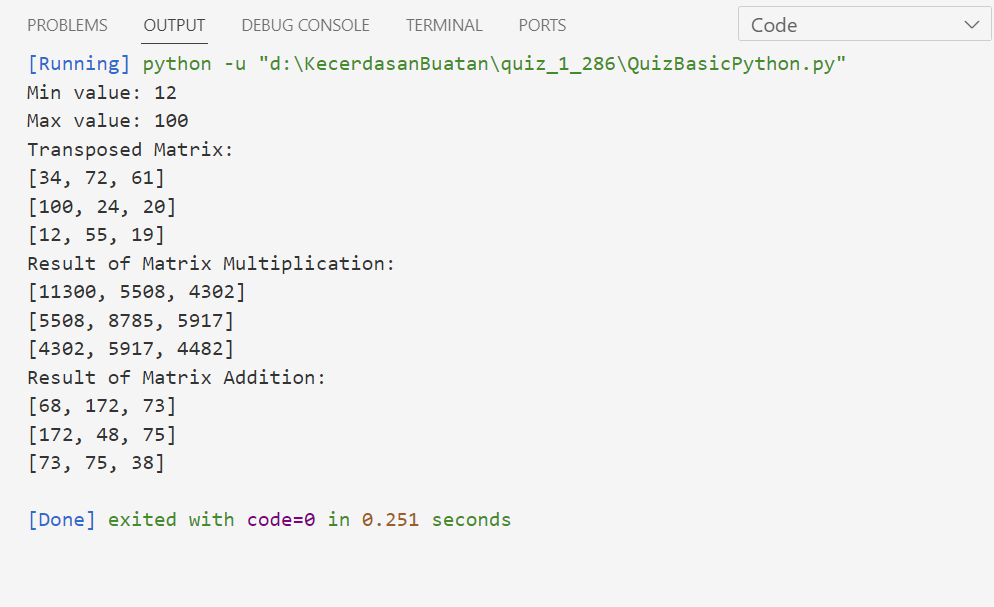 PROBLEMS OUTPUT DEBUG CONSOLE TERMINAL PORTS Code
[Running] python -u "d:\KecerdasanBuatan\quiz_1_286\QuizBasicPython.py"
Min value: 12
Max value: 100
Transposed Matrix:
[34, 72, 61]
[100, 24, 20]
[12, 55, 19]
Result of Matrix Multiplication:
[11300, 5508, 4302]
[5508, 8785, 5917]
[4302, 5917, 4482]
Result of Matrix Addition:
[68, 172, 73]
[172, 48, 75]
[73, 75, 38]
[Done] exited with code=0 in 0.251 seconds